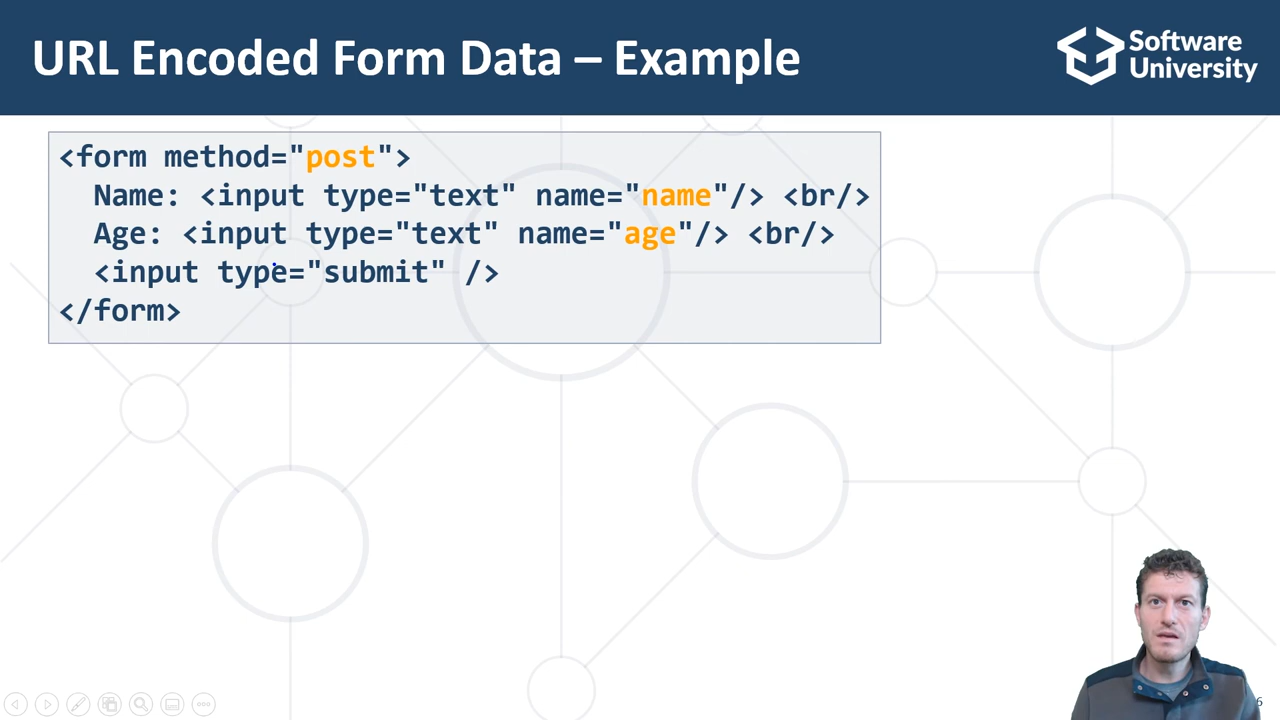 URL Encoded Form Data – Example
Software
University
<form method="post">
Name: <input type="text" name="name"/> <br/>
Age: <input type="text" name="age"/> <br/>
<input type="submit" />
</form>
6